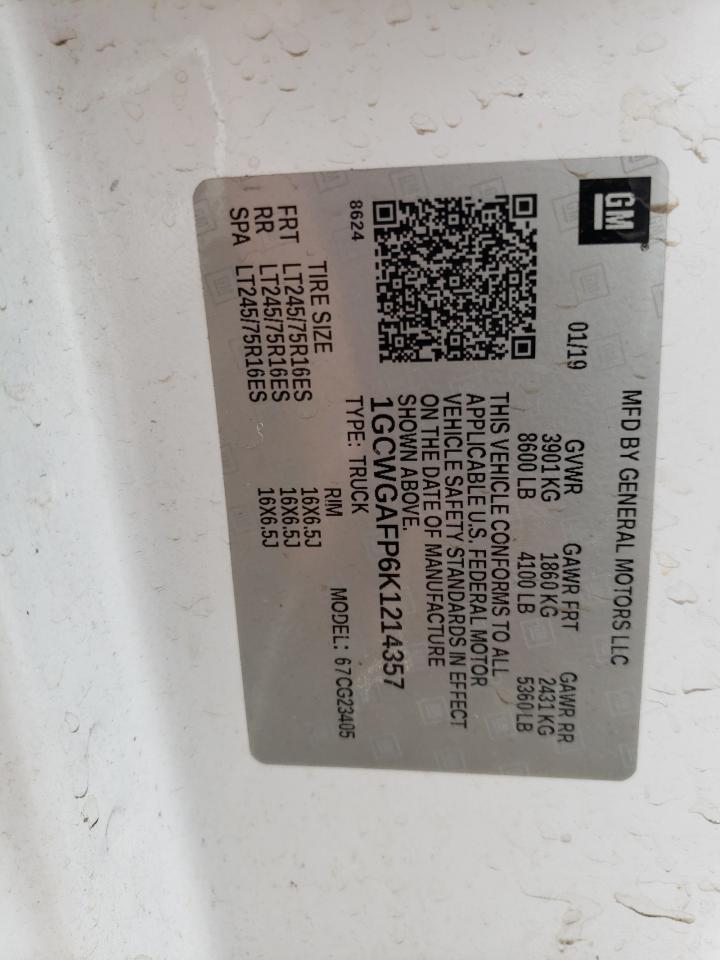 GM
MFD BY GENERAL MOTORS LLC
01/19
GVWR GAWR FRT GAWR RR
3901 KG 1860 KG 2431 KG
8600 LB 4100 LB 5360 LB
THIS VEHICLE CONFORMS TO ALL
APPLICABLE U.S. FEDERAL MOTOR
VEHICLE SAFETY STANDARDS IN EFFECT
ON THE DATE OF MANUFACTURE
SHOWN ABOVE.
1GCWGAFP6K1214357
8624
TYPE: TRUCK MODEL: 67CG23405
TIRE SIZE RIM
FRT LT245/75R16ES 16X6.5J
RR LT245/75R16ES 16X6.5J
SPA LT245/75R16ES 16X6.5J